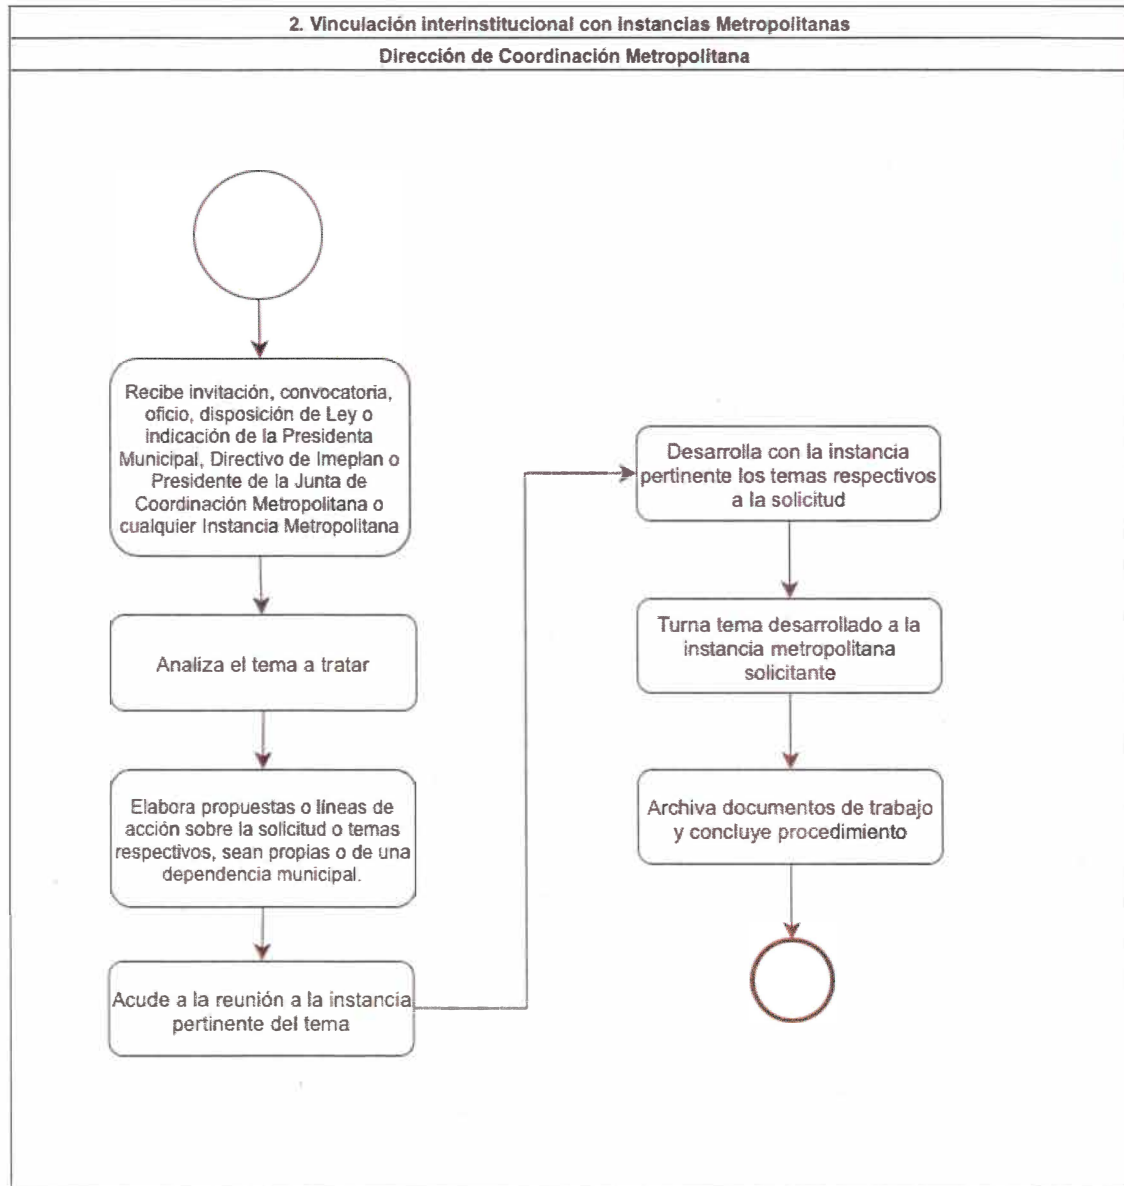 2. Vinculación interinstitucional con instancias Metropolitanas
Dirección de Coordinación Metropolitana
Recibe invitación, convocatoria,
oficio, disposición de Ley o
indicación de la Presidenta
Municipal, Directivo de Imeplan o
Presidente de la Junta de
Coordinación Metropolitana o
cualquier Instancia Metropolitana
Analiza el tema a tratar
Elabora propuestas o líneas de
acción sobre la solicitud o temas
respectivos, sean propias o de una
dependencia municipal.
Acude a la reunión a la instancia
pertinente del tema
Desarrolla con la instancia
pertinente los temas respectivos
a la solicitud
Turna tema desarrollado a la
instancia metropolitana
solicitante
Archiva documentos de trabajo
y concluye procedimiento